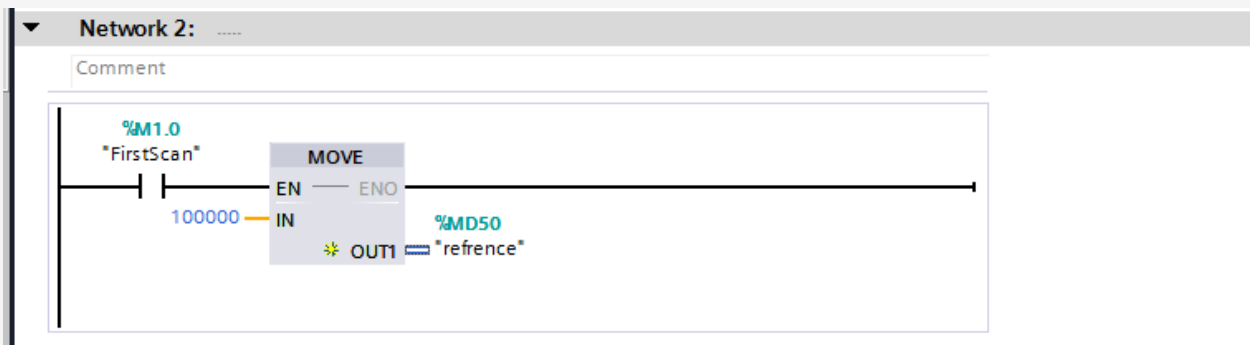 Network 2: .....
Comment
%M1.0
"FirstScan"
MOVE
EN ENO
100000 IN
%MD50
OUT1 "refrence"